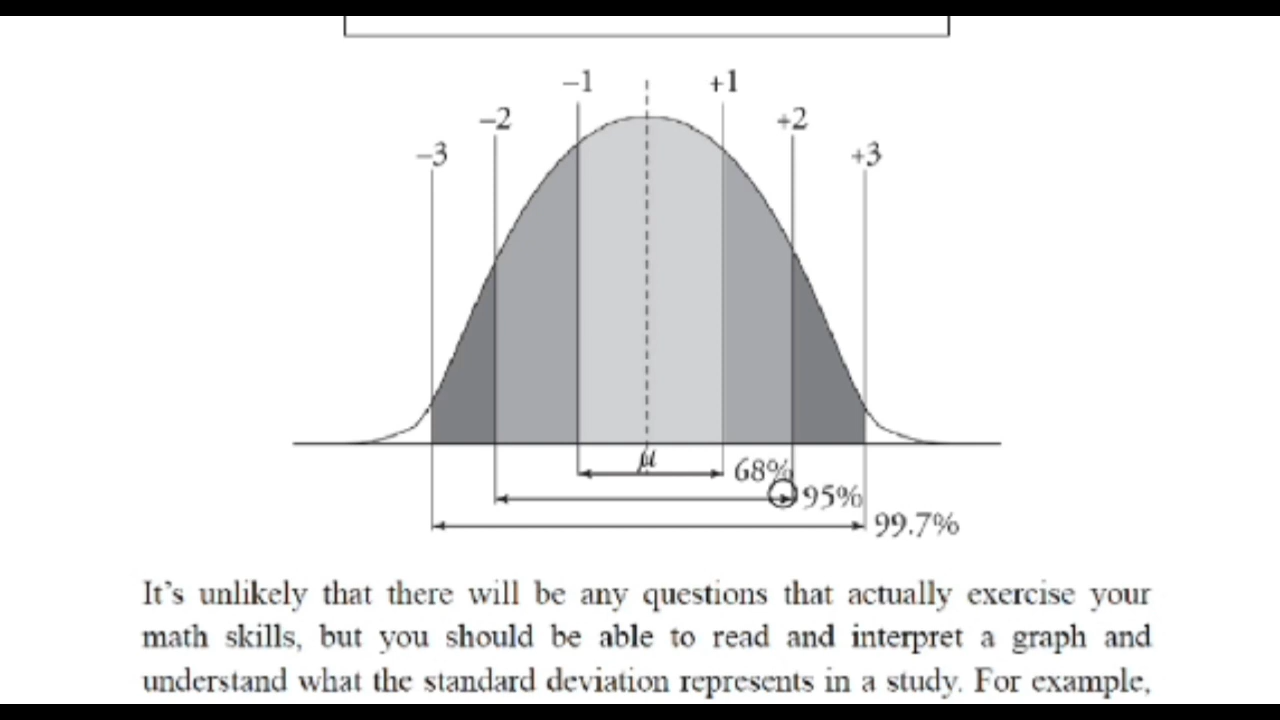 −1
+1
−2
+2
−3
+3
μ
68%
95%
99.7%
It's unlikely that there will be any questions that actually exercise your
math skills, but you should be able to read and interpret a graph and
understand what the standard deviation represents in a study. For example,